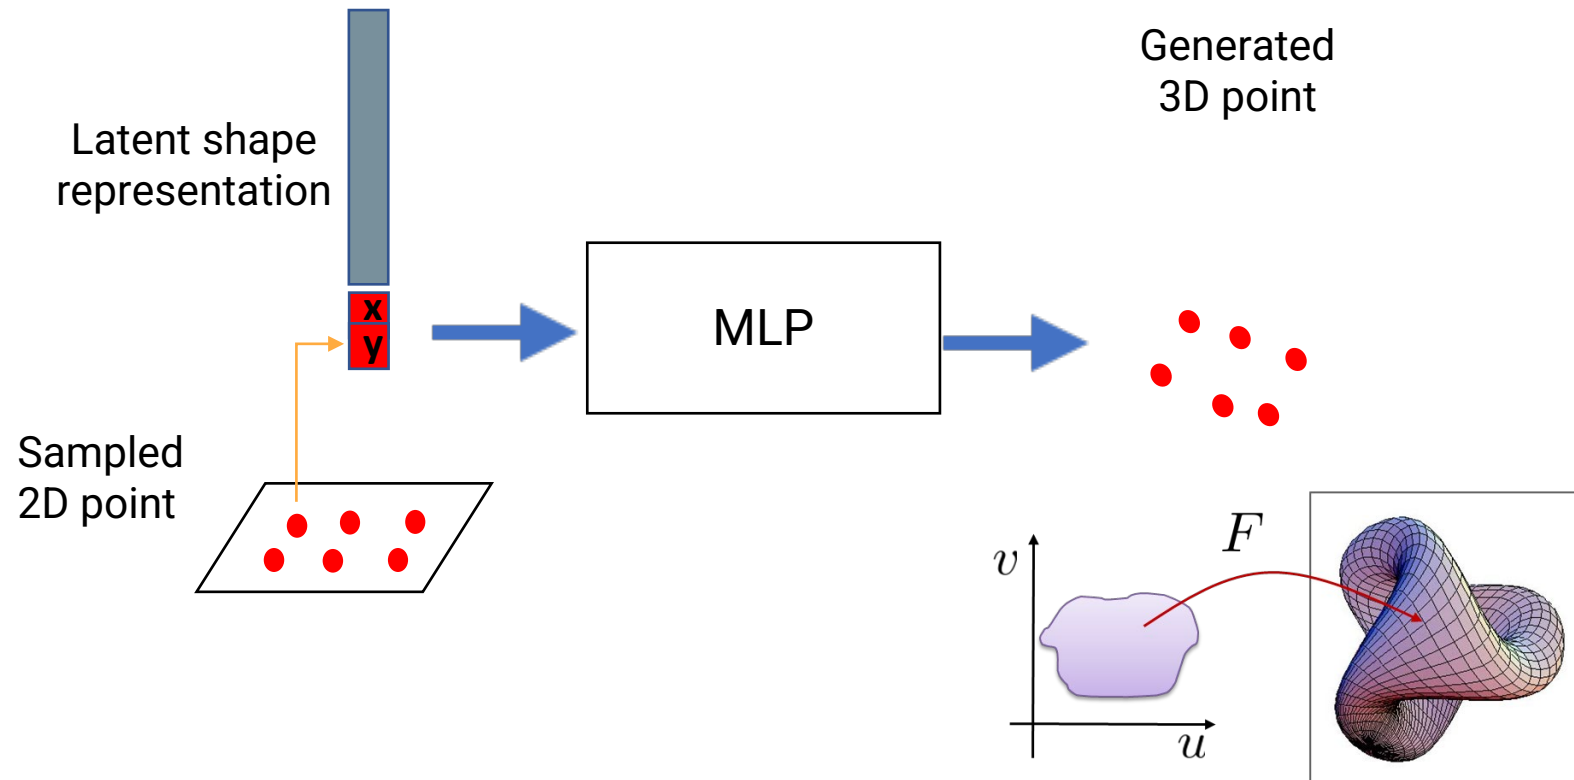 Generated
3D point
Latent shape
representation
x
y
MLP
Sampled
2D point
F
v
u